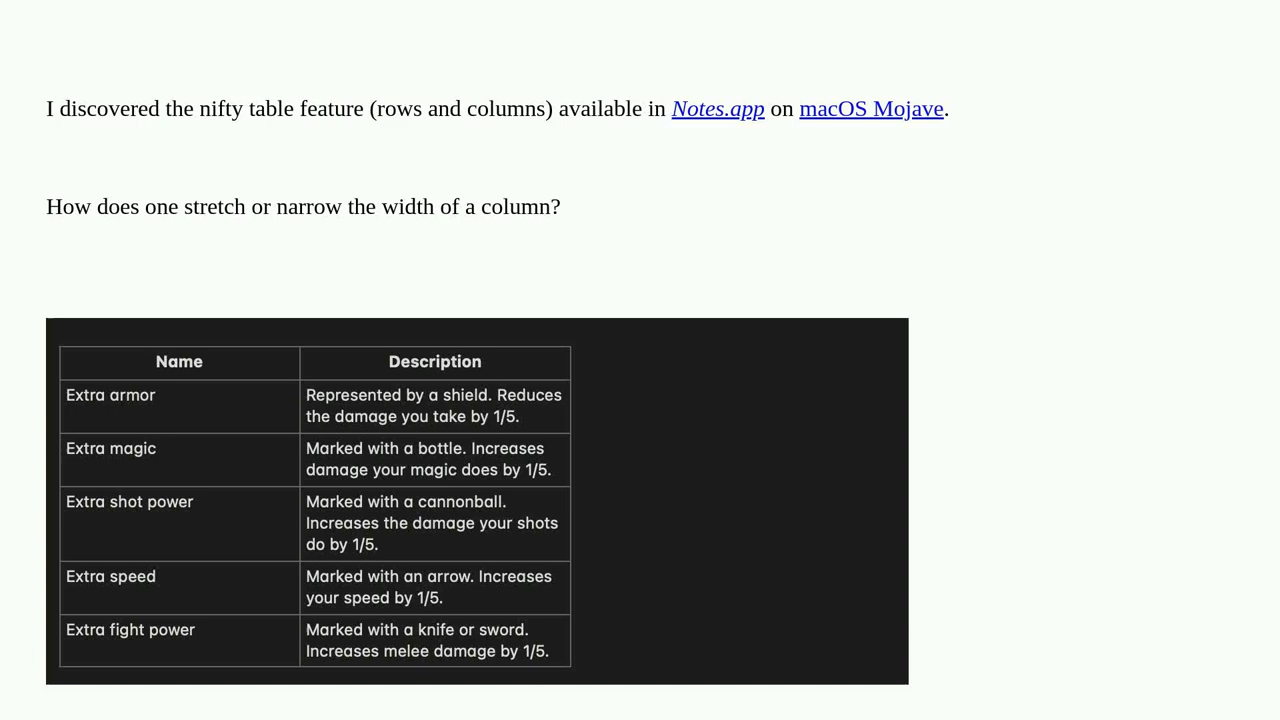 I discovered the nifty table feature (rows and columns) available in Notes.app on macOS Mojave.
How does one stretch or narrow the width of a column?
Name Description
Extra armor Represented by a shield. Reduces
the damage you take by 1/5.
Extra magic Marked with a bottle. Increases
damage your magic does by 1/5.
Extra shot power Marked with a cannonball.
Increases the damage your shots
do by 1/5.
Extra speed Marked with an arrow. Increases
your speed by 1/5.
Extra fight power Marked with a knife or sword.
Increases melee damage by 1/5.